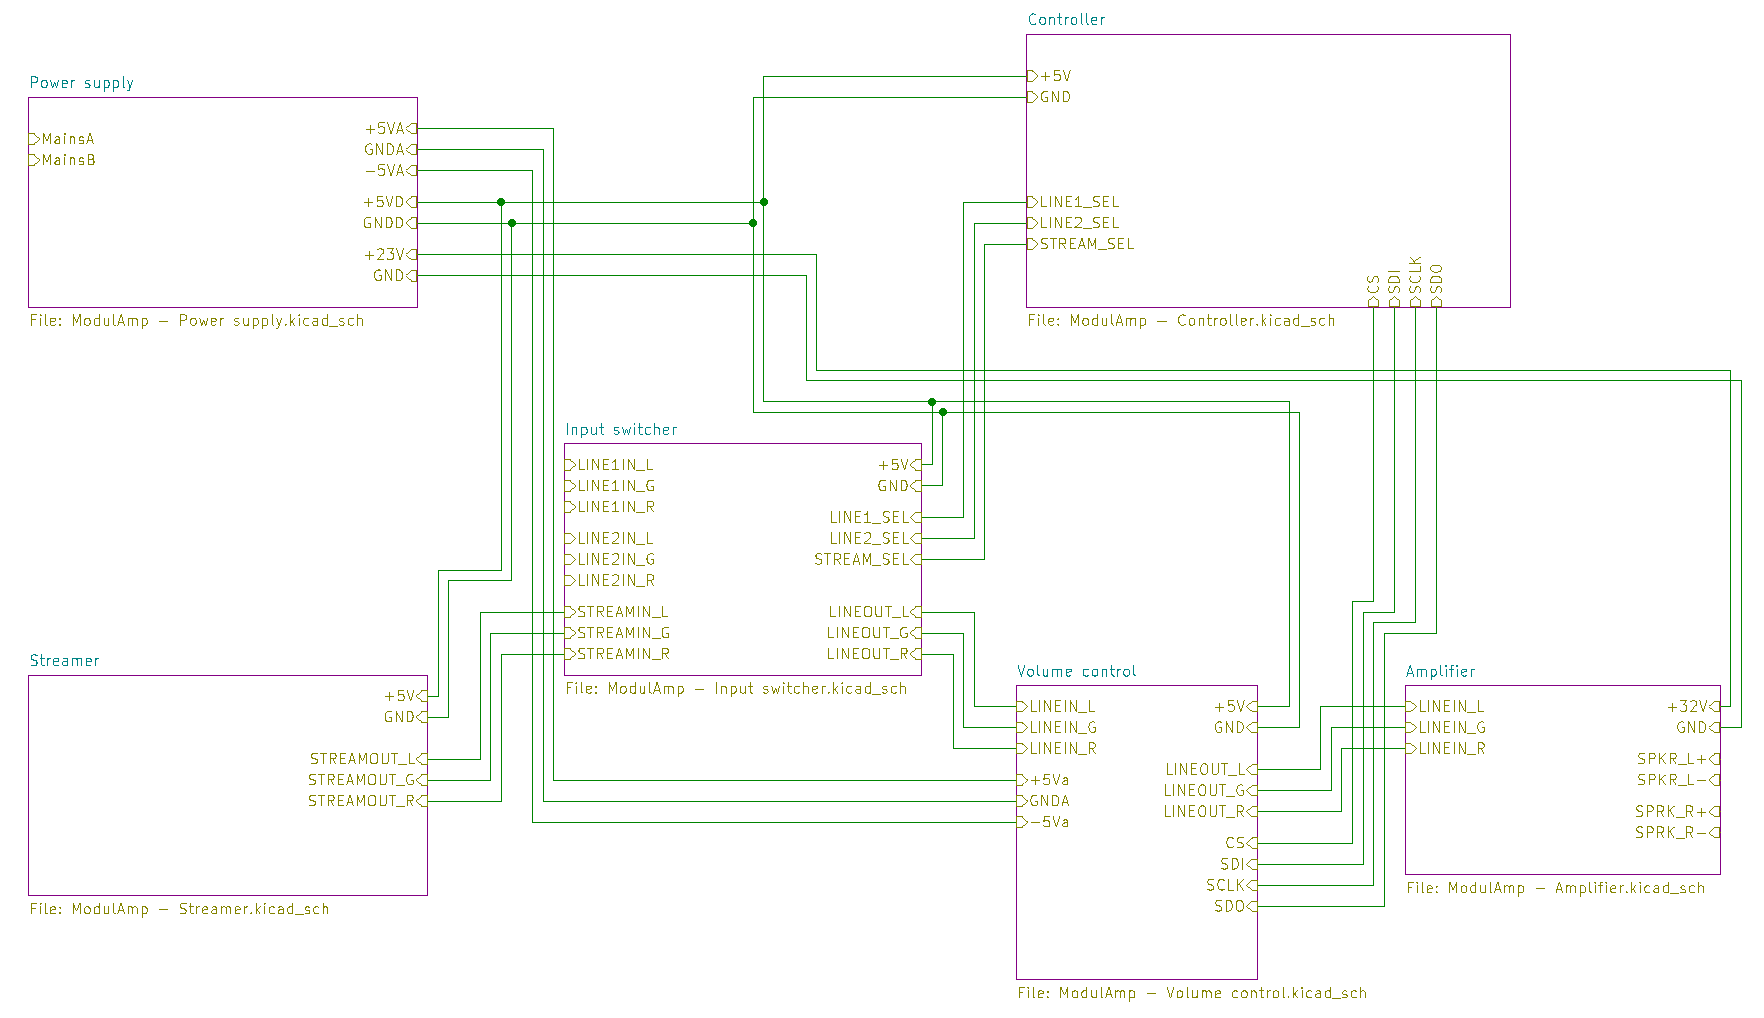 Controller
+5V
GND
LINE1_SEL
LINE2_SEL
STREAM_SEL
CS
SDI
SCLK
SDO
File: ModulAmp - Controller.kicad_sch
Power supply
MainsA
MainsB
+5VA
GNDA
-5VA
+5VD
GNDD
+23V
GND
File: ModulAmp - Power supply.kicad_sch
Input switcher
LINE1IN_L
LINE1IN_G
LINE1IN_R
LINE2IN_L
LINE2IN_G
LINE2IN_R
STREAMIN_L
STREAMIN_G
STREAMIN_R
+5V
GND
LINE1_SEL
LINE2_SEL
STREAM_SEL
LINEOUT_L
LINEOUT_G
LINEOUT_R
File: ModulAmp - Input switcher.kicad_sch
Streamer
+5V
GND
STREAMOUT_L
STREAMOUT_G
STREAMOUT_R
File: ModulAmp - Streamer.kicad_sch
Volume control
LINEIN_L
LINEIN_G
LINEIN_R
+5Va
GNDA
-5Va
+5V
GND
LINEOUT_L
LINEOUT_G
LINEOUT_R
CS
SDI
SCLK
SDO
File: ModulAmp - Volume control.kicad_sch
Amplifier
LINEIN_L
LINEIN_G
LINEIN_R
+32V
GND
SPKR_L+
SPKR_L-
SPRK_R+
SPRK_R-
File: ModulAmp - Amplifier.kicad_sch